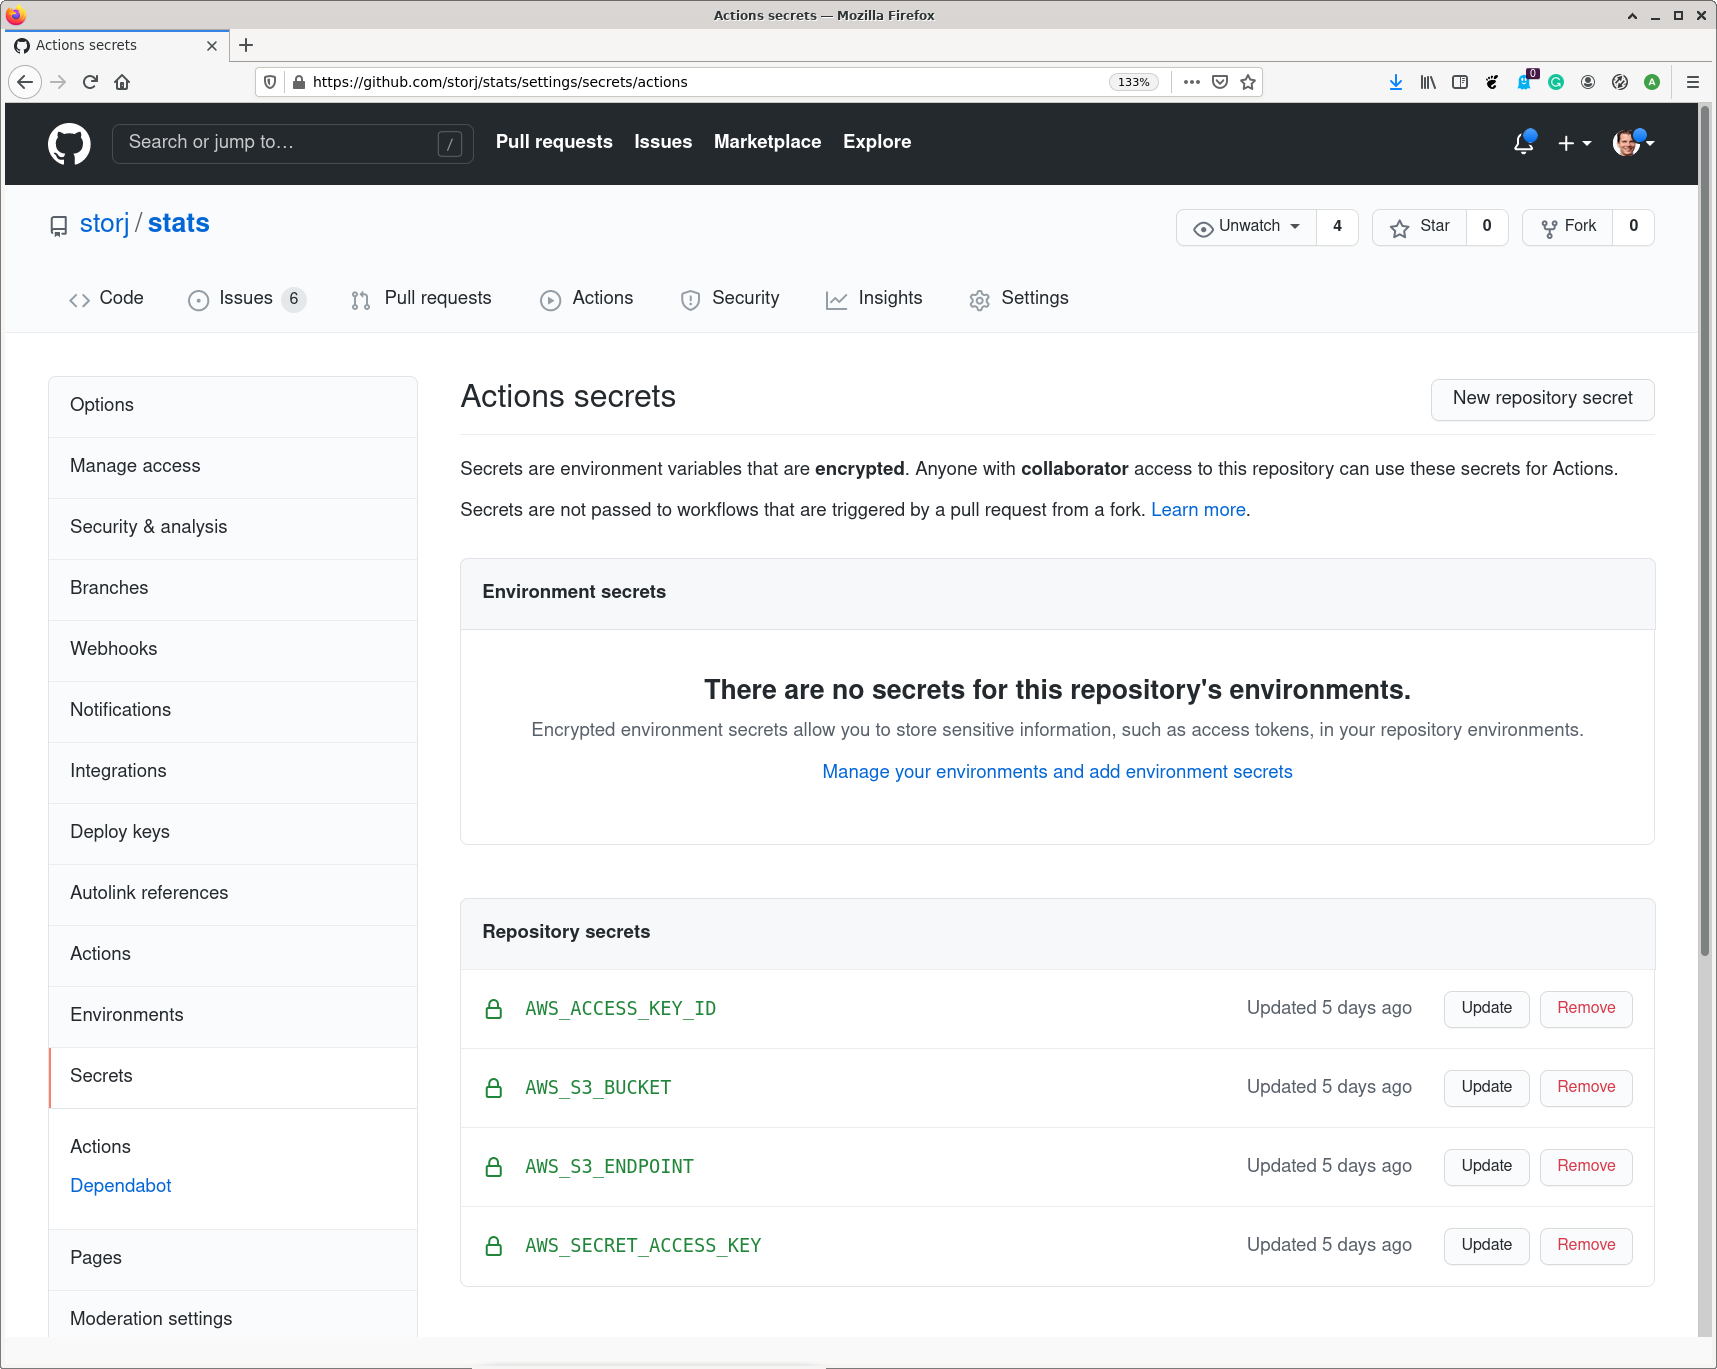 Actions secrets — Mozilla Firefox
Actions secrets
https://github.com/storj/stats/settings/secrets/actions
133%
0
G
A
Search or jump to…
/
Pull requests
Issues
Marketplace
Explore
storj / stats
Unwatch
4
Star
0
Fork
0
Code
Issues
6
Pull requests
Actions
Security
Insights
Settings
Options
Manage access
Security & analysis
Branches
Webhooks
Notifications
Integrations
Deploy keys
Autolink references
Actions
Environments
Secrets
Actions
Dependabot
Pages
Moderation settings
Actions secrets
New repository secret
Secrets are environment variables that are encrypted. Anyone with collaborator access to this repository can use these secrets for Actions.
Secrets are not passed to workflows that are triggered by a pull request from a fork. Learn more.
Environment secrets
There are no secrets for this repository's environments.
Encrypted environment secrets allow you to store sensitive information, such as access tokens, in your repository environments.
Manage your environments and add environment secrets
Repository secrets
AWS_ACCESS_KEY_ID Updated 5 days ago Update Remove
AWS_S3_BUCKET Updated 5 days ago Update Remove
AWS_S3_ENDPOINT Updated 5 days ago Update Remove
AWS_SECRET_ACCESS_KEY Updated 5 days ago Update Remove